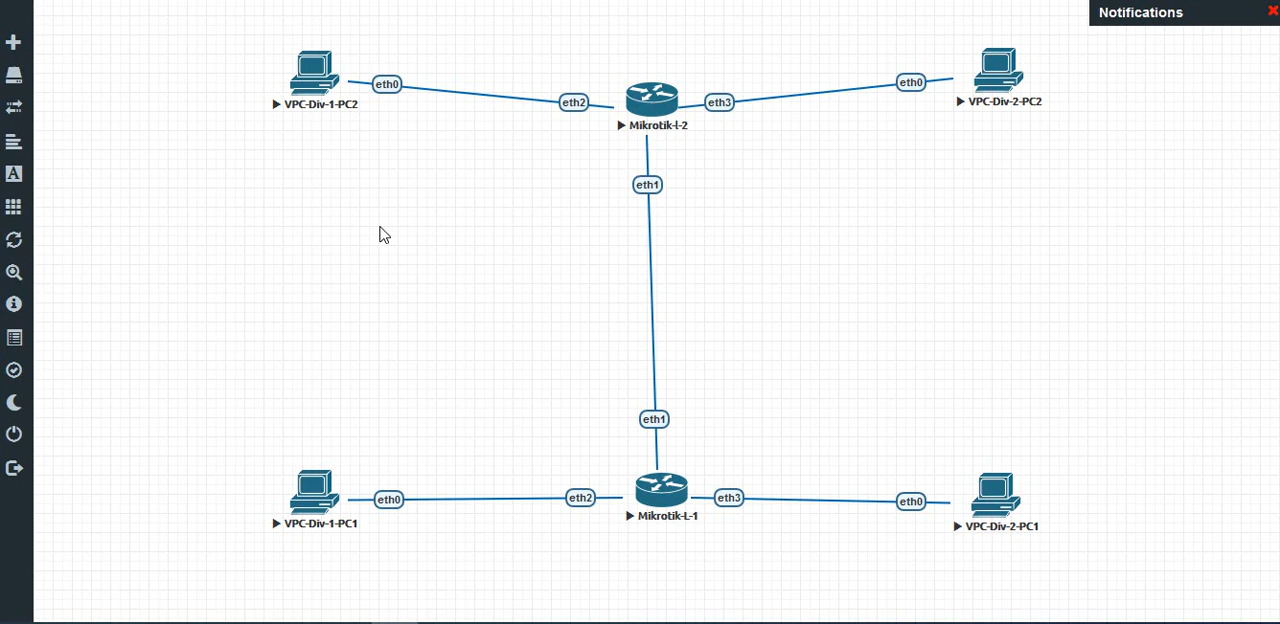 Notifications
VPC-Div-1-PC2
eth0
eth2
Mikrotik-l-2
eth3
eth0
VPC-Div-2-PC2
eth1
eth1
VPC-Div-1-PC1
eth0
eth2
Mikrotik-L-1
eth3
eth0
VPC-Div-2-PC1